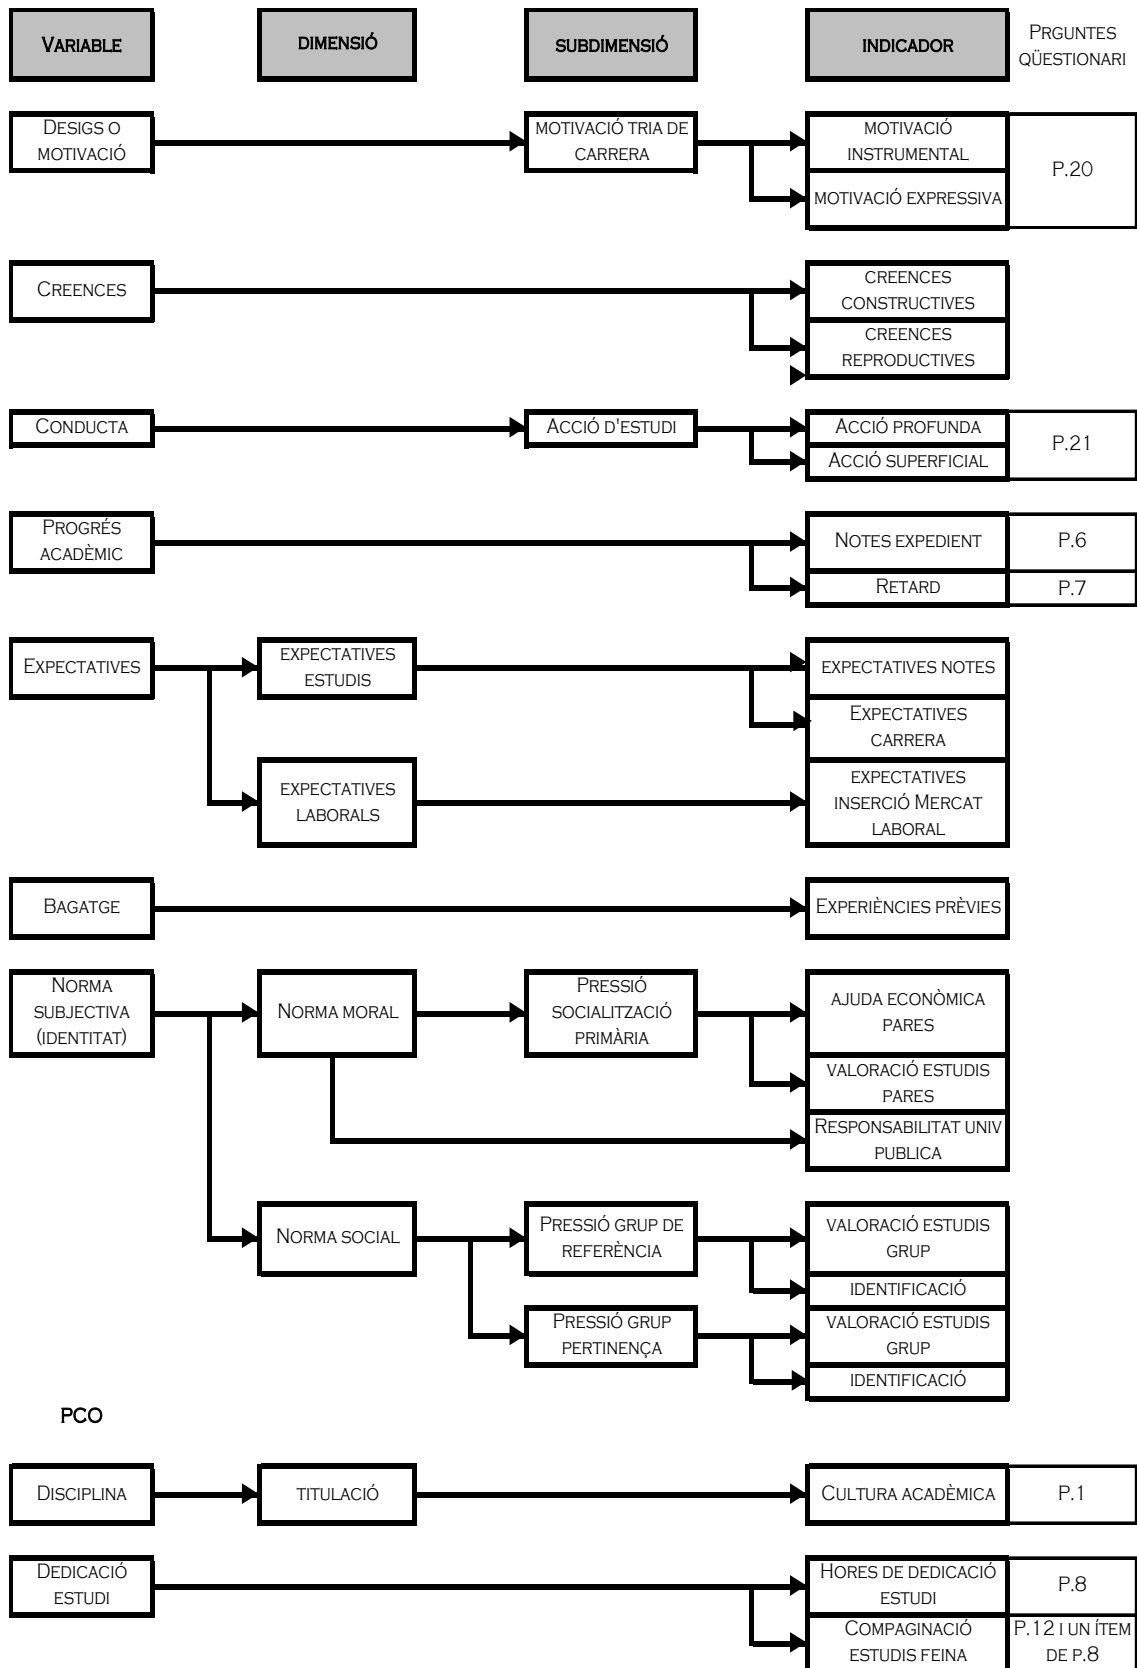 VARIABLE
DIMENSIÓ
SUBDIMENSIÓ
INDICADOR
PRGUNTES
QÜESTIONARI
DESIGS O
MOTIVACIÓ
MOTIVACIÓ TRIA DE
CARRERA
MOTIVACIÓ
INSTRUMENTAL
MOTIVACIÓ EXPRESSIVA
P.20
CREENCES
CREENCES
CONSTRUCTIVES
CREENCES
REPRODUCTIVES
CONDUCTA
ACCIÓ D'ESTUDI
ACCIÓ PROFUNDA
ACCIÓ SUPERFICIAL
P.21
PROGRÉS
ACADÈMIC
NOTES EXPEDIENT
P.6
RETARD
P.7
EXPECTATIVES
EXPECTATIVES
ESTUDIS
EXPECTATIVES NOTES
EXPECTATIVES
CARRERA
EXPECTATIVES
LABORALS
EXPECTATIVES
INSERCIÓ MERCAT
LABORAL
BAGATGE
EXPERIÈNCIES PRÈVIES
NORMA
SUBJECTIVA
(IDENTITAT)
NORMA MORAL
PRESSIÓ
SOCIALITZACIÓ
PRIMÀRIA
AJUDA ECONÒMICA
PARES
VALORACIÓ ESTUDIS
PARES
RESPONSABILITAT UNIV
PUBLICA
NORMA SOCIAL
PRESSIÓ GRUP DE
REFERÈNCIA
VALORACIÓ ESTUDIS
GRUP
IDENTIFICACIÓ
PRESSIÓ GRUP
PERTINENÇA
VALORACIÓ ESTUDIS
GRUP
IDENTIFICACIÓ
PCO
DISCIPLINA
TITULACIÓ
CULTURA ACADÈMICA
P.1
DEDICACIÓ
ESTUDI
HORES DE DEDICACIÓ
ESTUDI
P.8
COMPAGINACIÓ
ESTUDIS FEINA
P.12 I UN ÍTEM
DE P.8